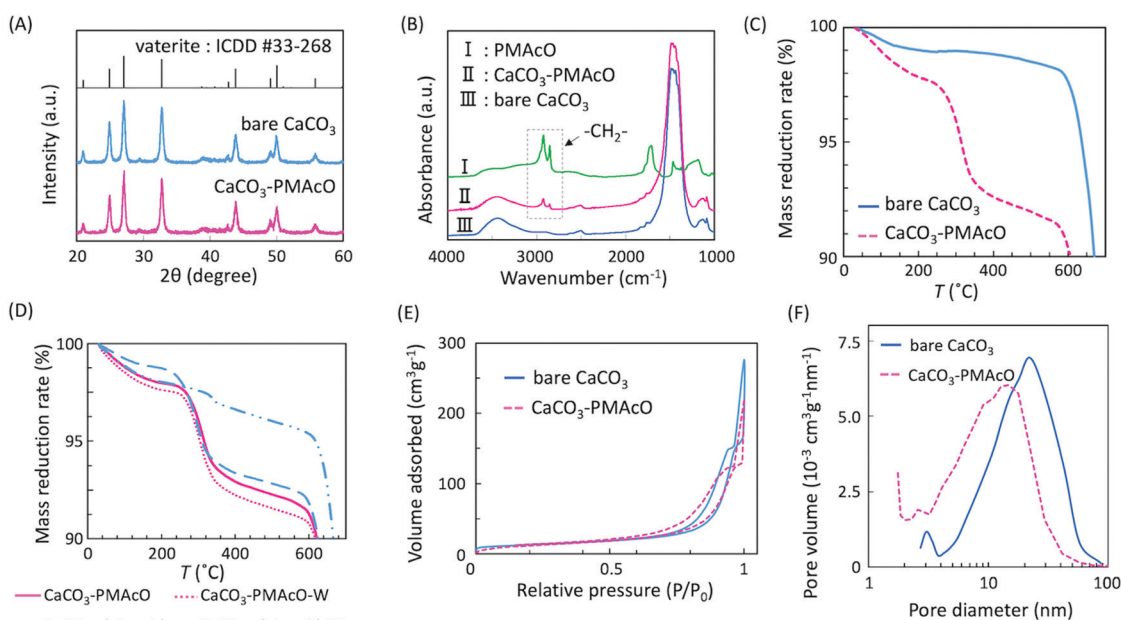 (A)
vaterite : ICDD #33-268
bare CaCO₃
CaCO₃-PMAcO
Intensity (a.u.)
20 30 40 50 60
2θ (degree)
(B)
I : PMAcO
II : CaCO₃-PMAcO
III : bare CaCO₃
-CH₂-
I
II
III
Absorbance (a.u.)
4000 3000 2000 1000
Wavenumber (cm⁻¹)
(C)
100
95
90
Mass reduction rate (%)
bare CaCO₃
CaCO₃-PMAcO
0 200 400 600
T (°C)
(D)
100
95
90
Mass reduction rate (%)
0 200 400 600
T (°C)
CaCO₃-PMAcO CaCO₃-PMAcO-W
(E)
300
200
150
100
50
0
Volume adsorbed (cm³g⁻¹)
bare CaCO₃
CaCO₃-PMAcO
0 0.5 1
Relative pressure (P/P₀)
(F)
7.5
5.0
2.5
0
Pore volume (10⁻³ cm³g⁻¹nm⁻¹)
bare CaCO₃
CaCO₃-PMAcO
1 10 100
Pore diameter (nm)